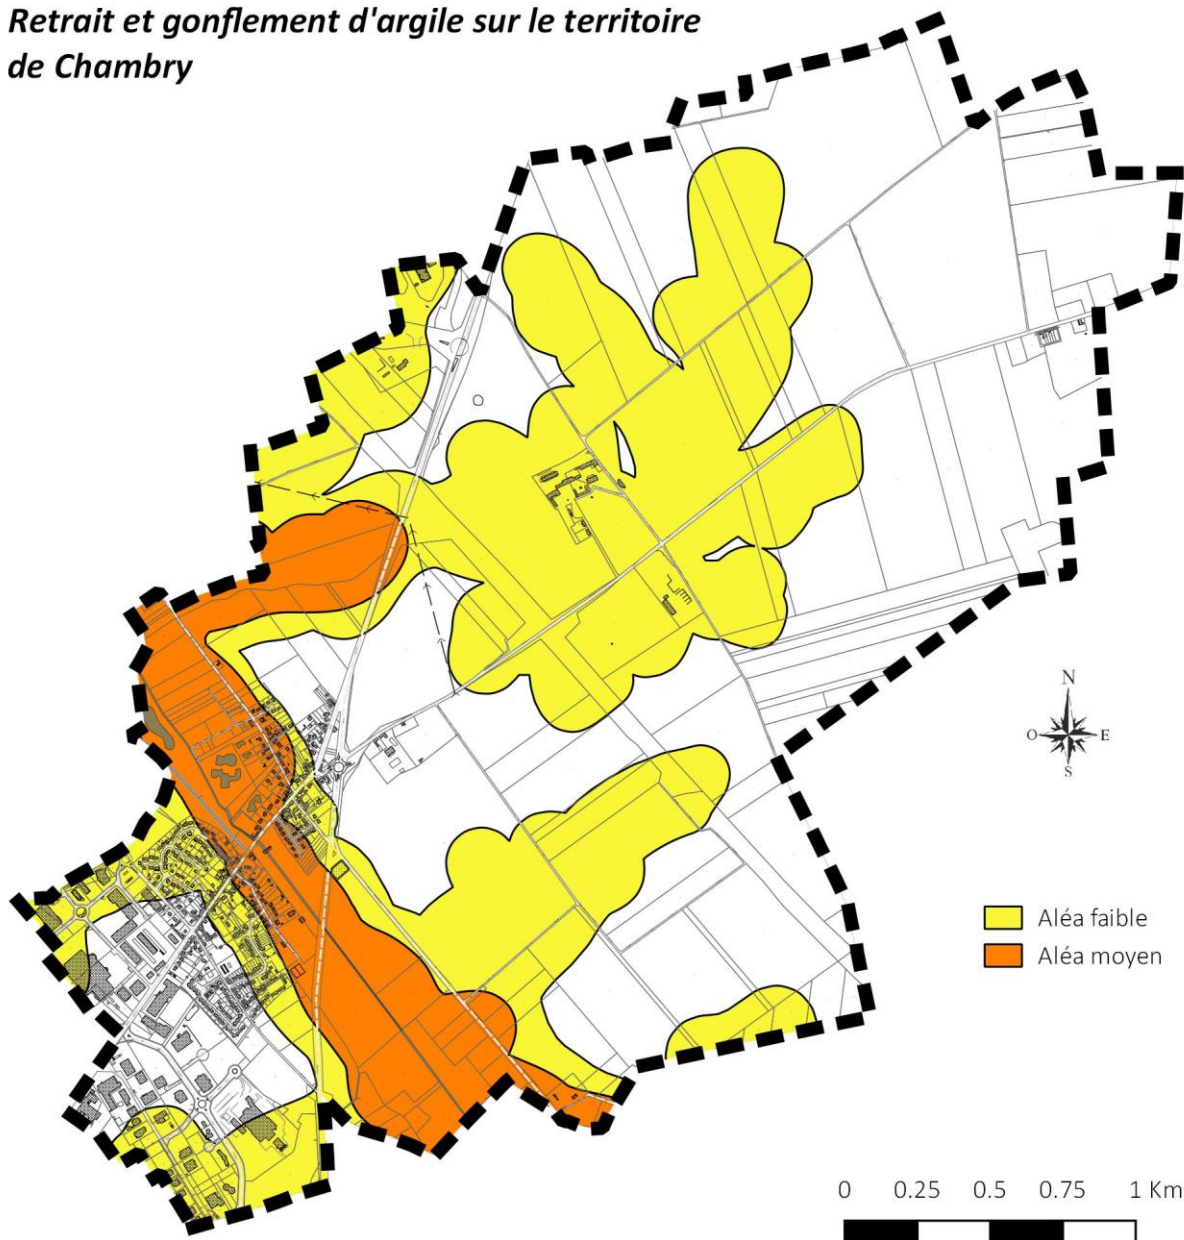 Retrait et gonflement d'argile sur le territoire
de Chambry
N
O E
S
Aléa faible
Aléa moyen
0 0.25 0.5 0.75 1 Km